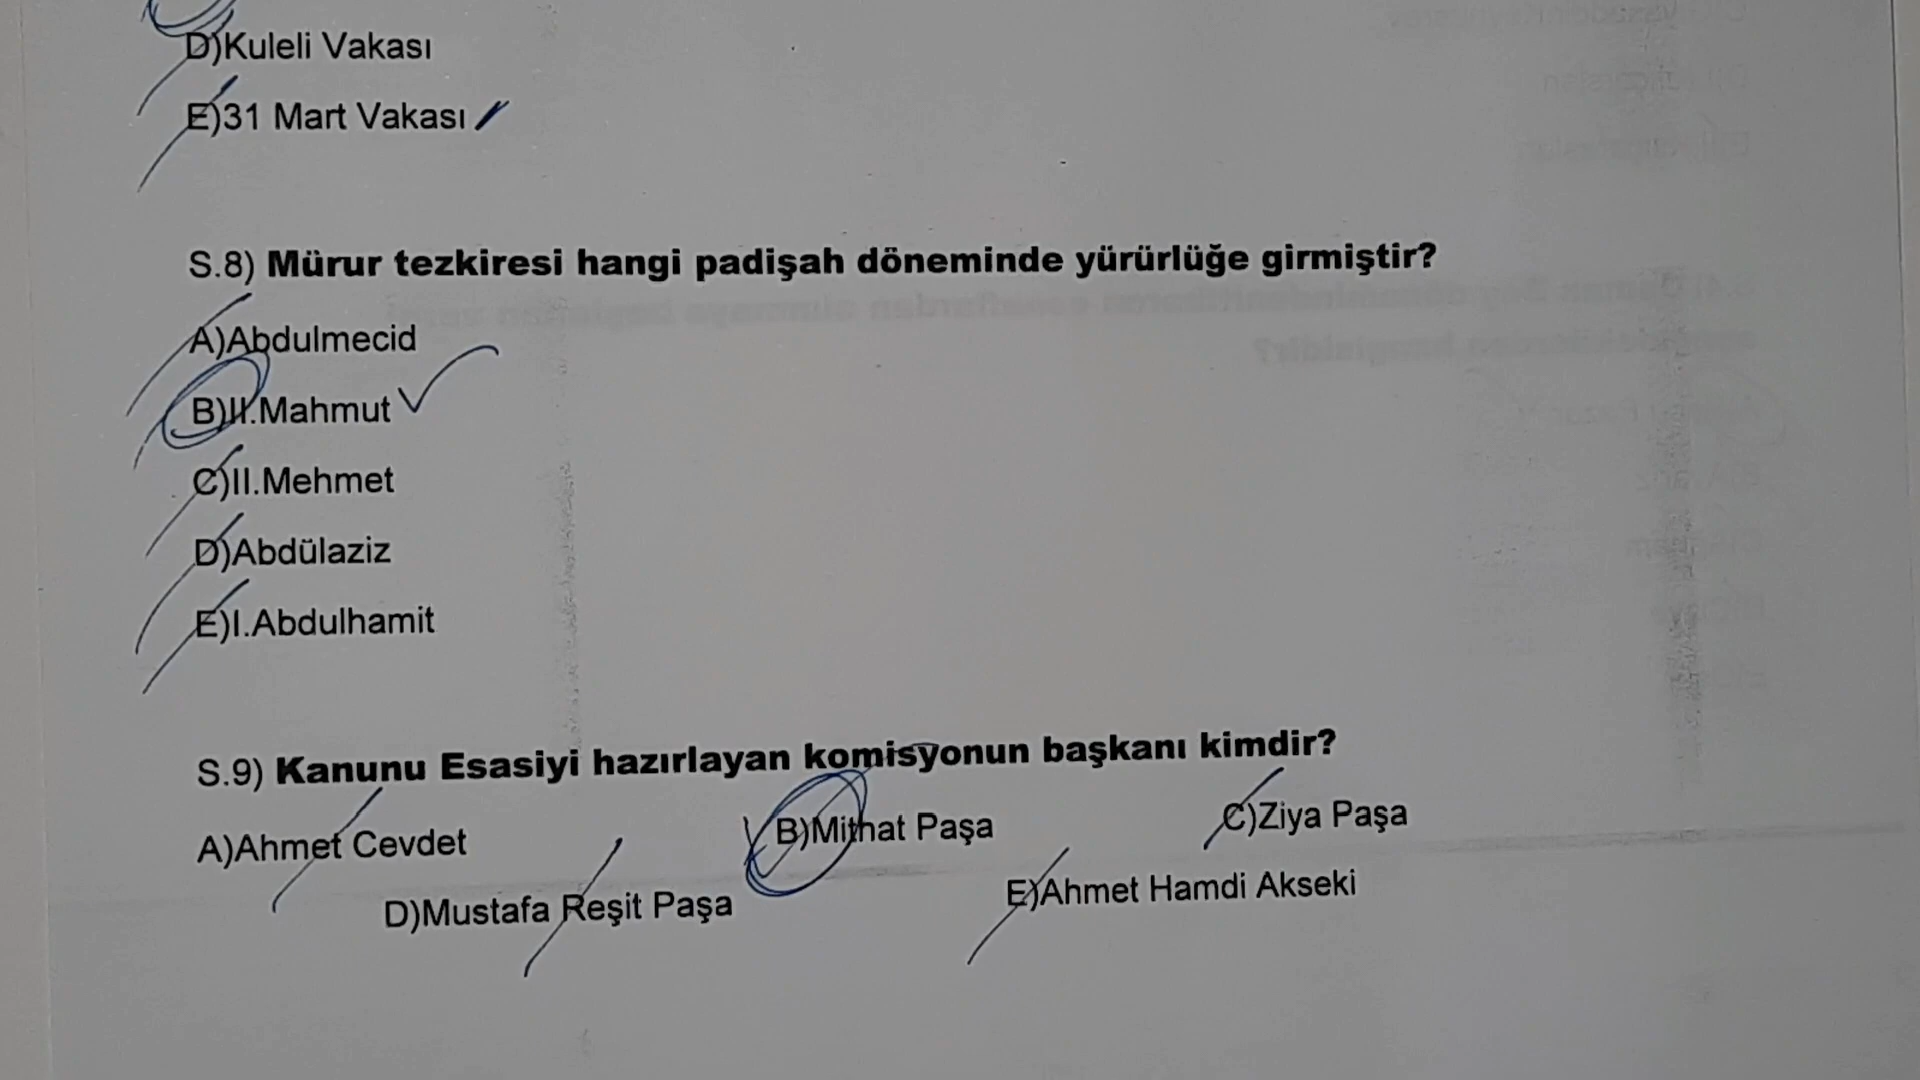 D)Kuleli Vakası
E)31 Mart Vakası
S.8) Mürur tezkiresi hangi padişah döneminde yürürlüğe girmiştir?
A)Abdulmecid
B)II.Mahmut
C)II.Mehmet
D)Abdülaziz
E)I.Abdulhamit
S.9) Kanunu Esasiyi hazırlayan komisyonun başkanı kimdir?
A)Ahmet Cevdet B)Mithat Paşa C)Ziya Paşa
D)Mustafa Reşit Paşa E)Ahmet Hamdi Akseki